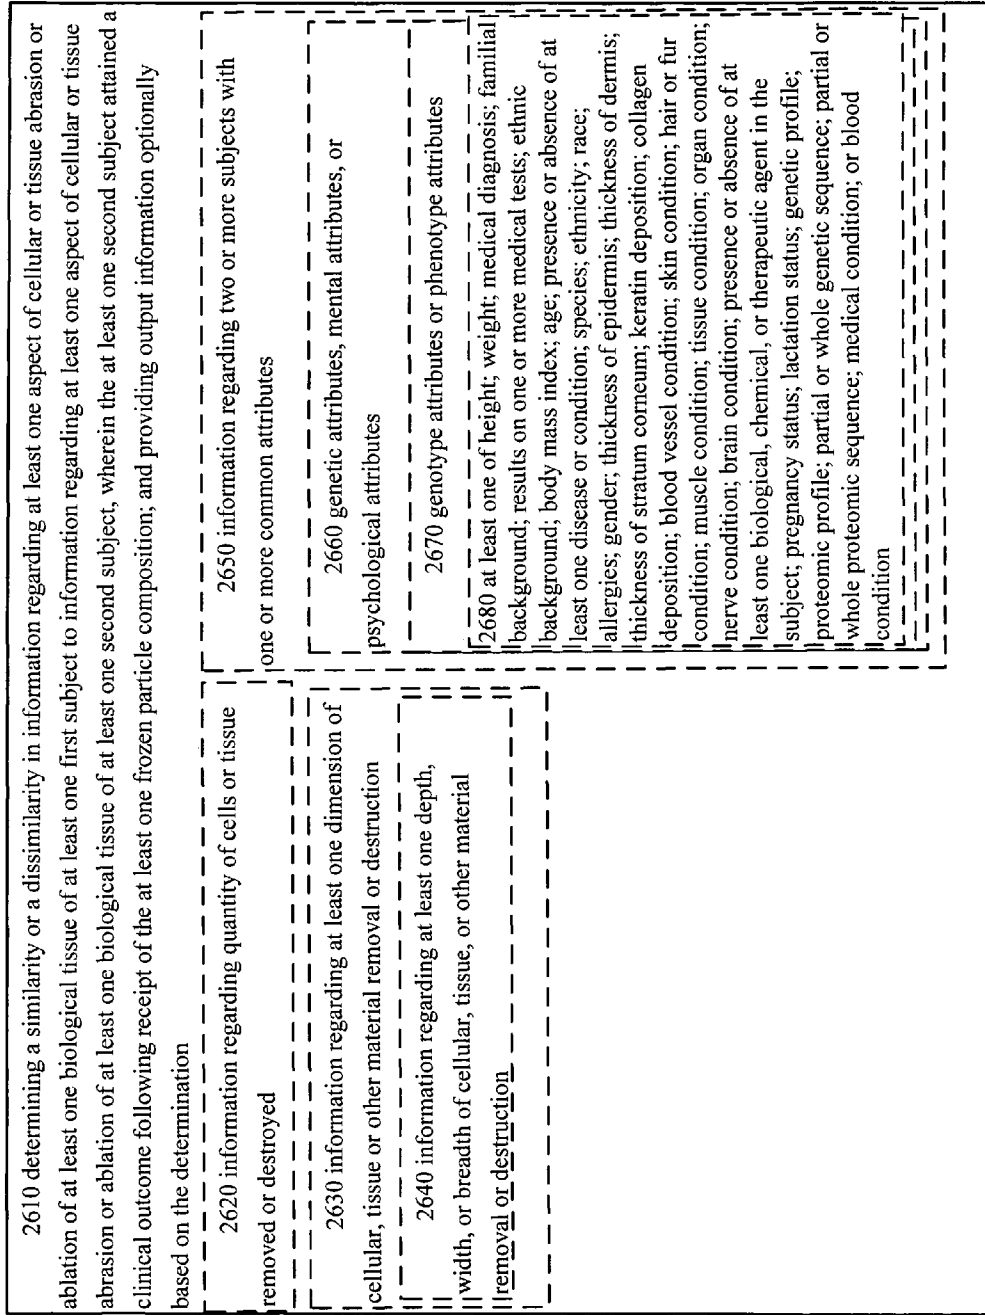 2610 determining a similarity or a dissimilarity in information regarding at least one aspect of cellular or tissue abrasion or
ablation of at least one biological tissue of at least one first subject to information regarding at least one aspect of cellular or tissue
abrasion or ablation of at least one biological tissue of at least one second subject, wherein the at least one second subject attained a
clinical outcome following receipt of the at least one frozen particle composition; and providing output information optionally
based on the determination
2620 information regarding quantity of cells or tissue
removed or destroyed
2630 information regarding at least one dimension of
cellular, tissue or other material removal or destruction
2640 information regarding at least one depth,
width, or breadth of cellular, tissue, or other material
removal or destruction
2650 information regarding two or more subjects with
one or more common attributes
2660 genetic attributes, mental attributes, or
psychological attributes
2670 genotype attributes or phenotype attributes
2680 at least one of height; weight; medical diagnosis; familial
background; results on one or more medical tests; ethnic
background; body mass index; age; presence or absence of at
least one disease or condition; species; ethnicity; race;
allergies; gender; thickness of epidermis; thickness of dermis;
thickness of stratum corneum; keratin deposition; collagen
deposition; blood vessel condition; skin condition; hair or fur
condition; muscle condition; tissue condition; organ condition;
nerve condition; brain condition; presence or absence of at
least one biological, chemical, or therapeutic agent in the
subject; pregnancy status; lactation status; genetic profile;
proteomic profile; partial or whole genetic sequence; partial or
whole proteomic sequence; medical condition; or blood
condition